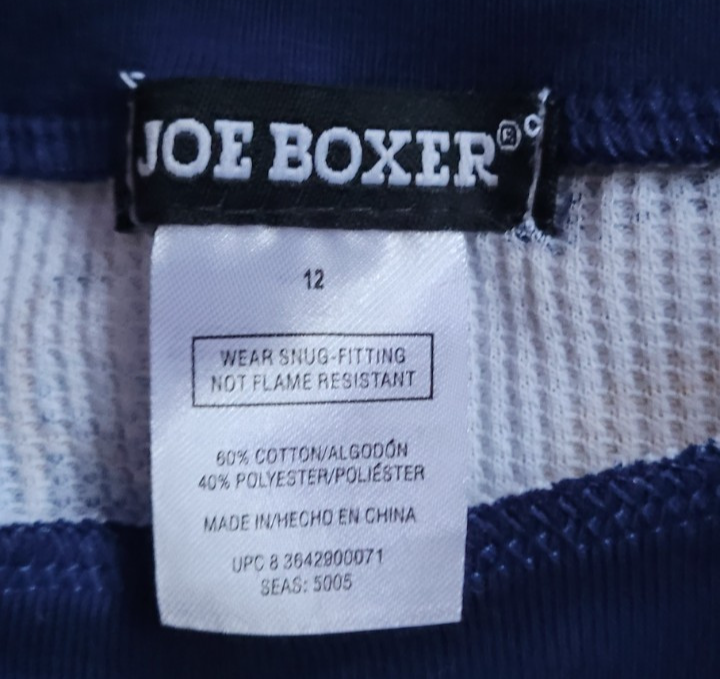 JOE BOXER®
12
WEAR SNUG-FITTING
NOT FLAME RESISTANT
60% COTTON/ALGODÓN
40% POLYESTER/POLIÉSTER
MADE IN/HECHO EN CHINA
UPC 8 3642900071
SEAS: 5005